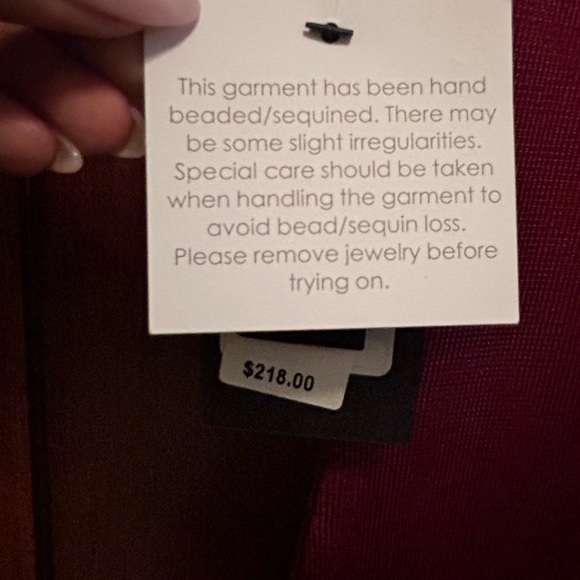 This garment has been hand
beaded/sequined. There may
be some slight irregularities.
Special care should be taken
when handling the garment to
avoid bead/sequin loss.
Please remove jewelry before
trying on.
$218.00